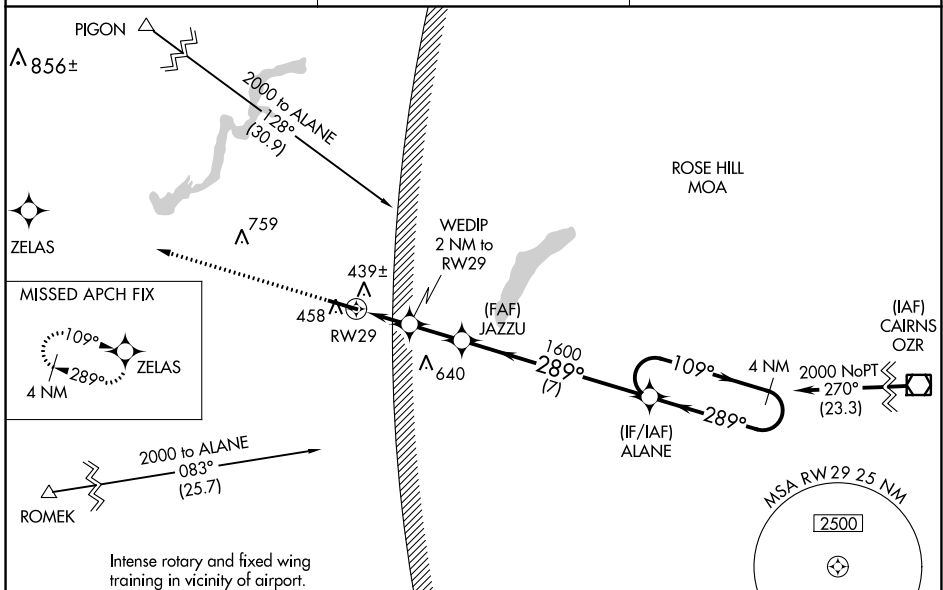 PIGON
856±
2000 to ALANE
128°
(30.9)
ROSE HILL
MOA
ZELAS
759
WEDIP
2 NM to
RW29
439±
458
RW29
(FAF)
JAZZU
640
1600
289°
(7)
109°
4 NM
289°
(IF/IAF)
ALANE
2000 NoPT
270°
(23.3)
(IAF)
CAIRNS
OZR
MISSED APCH FIX
109°
ZELAS
289°
4 NM
2000 to ALANE
083°
(25.7)
ROMEK
MSA RW29 25 NM
2500
Intense rotary and fixed wing
training in vicinity of airport.